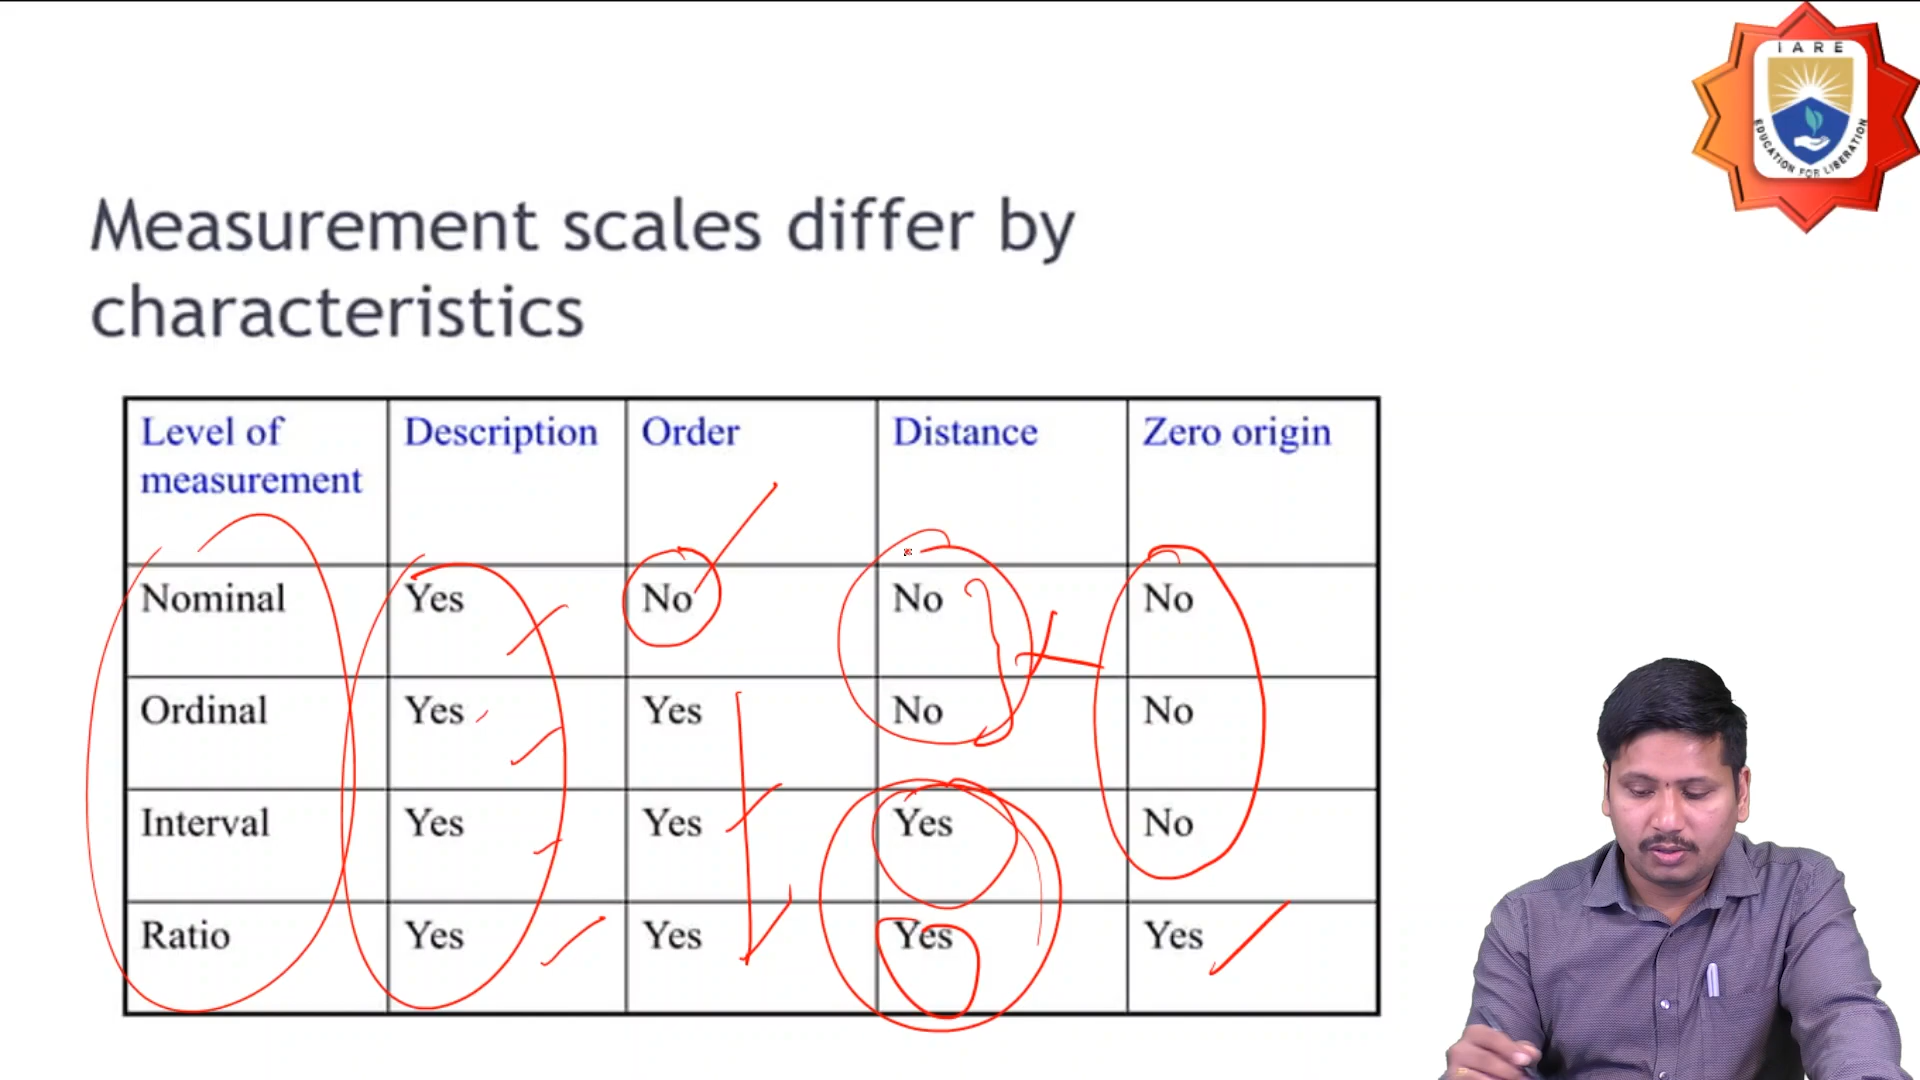 IARE
EDUCATION FOR LIBERATION
Measurement scales differ by
characteristics
Level of measurement Description Order Distance Zero origin
Nominal Yes No No No
Ordinal Yes Yes No No
Interval Yes Yes Yes No
Ratio Yes Yes Yes Yes